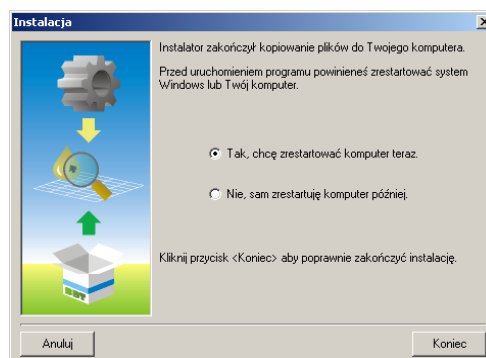 Instalacja
Instalator zakończył kopiowanie plików do Twojego komputera.
Przed uruchomieniem programu powinieneś zrestartować system
Windows lub Twój komputer.
Tak, chcę zrestartować komputer teraz.
Nie, sam zrestartuję komputer później.
Kliknij przycisk <Koniec> aby poprawnie zakończyć instalację.
Anuluj
Koniec